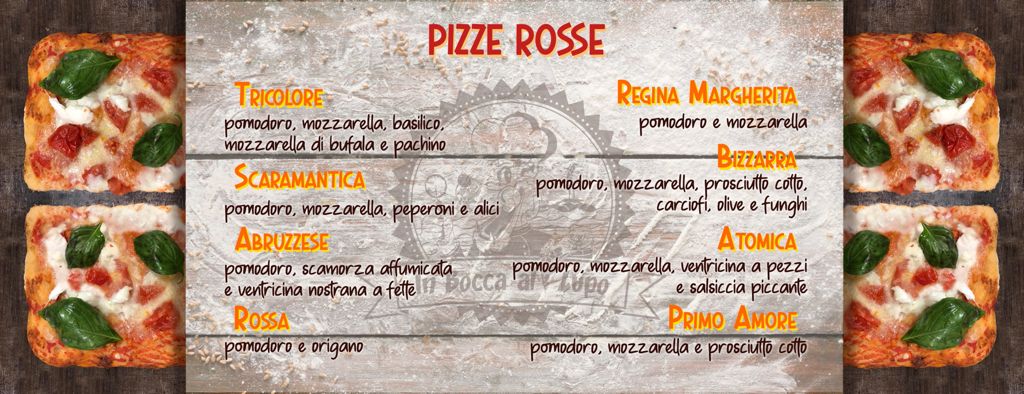 PIZZE ROSSE
TRICOLORE
pomodoro, mozzarella, basilico,
mozzarella di bufala e pachino
SCARAMANTICA
pomodoro, mozzarella, peperoni e alici
ABRUZZESE
pomodoro, scamorza affumicata
e ventricina nostrana a fette
ROSSA
pomodoro e origano
REGINA MARGHERITA
pomodoro e mozzarella
BIZZARRA
pomodoro, mozzarella, prosciutto cotto,
carciofi, olive e funghi
ATOMICA
pomodoro, mozzarella, ventricina a pezzi
e salsiccia piccante
PRIMO AMORE
pomodoro, mozzarella e prosciutto cotto
In Bocca al Lupo